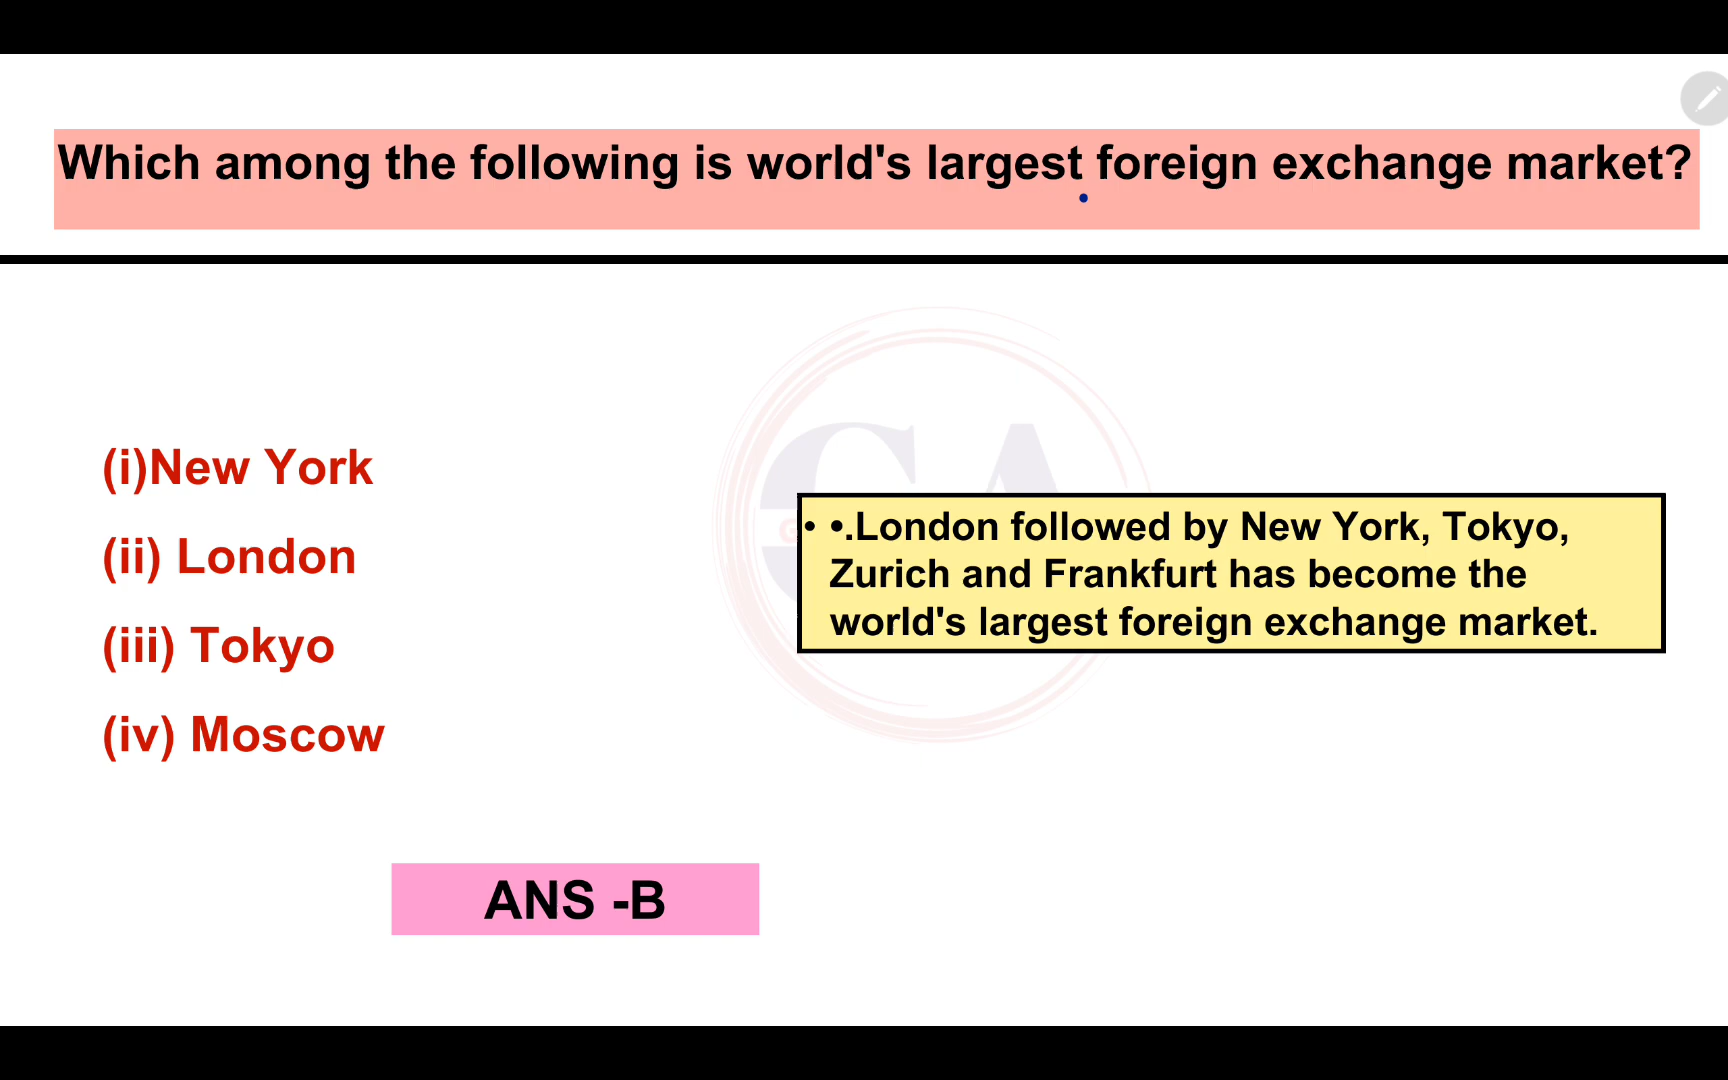 Which among the following is world's largest foreign exchange market?
(i)New York
(ii) London
(iii) Tokyo
(iv) Moscow
• •.London followed by New York, Tokyo,
Zurich and Frankfurt has become the
world's largest foreign exchange market.
ANS -B